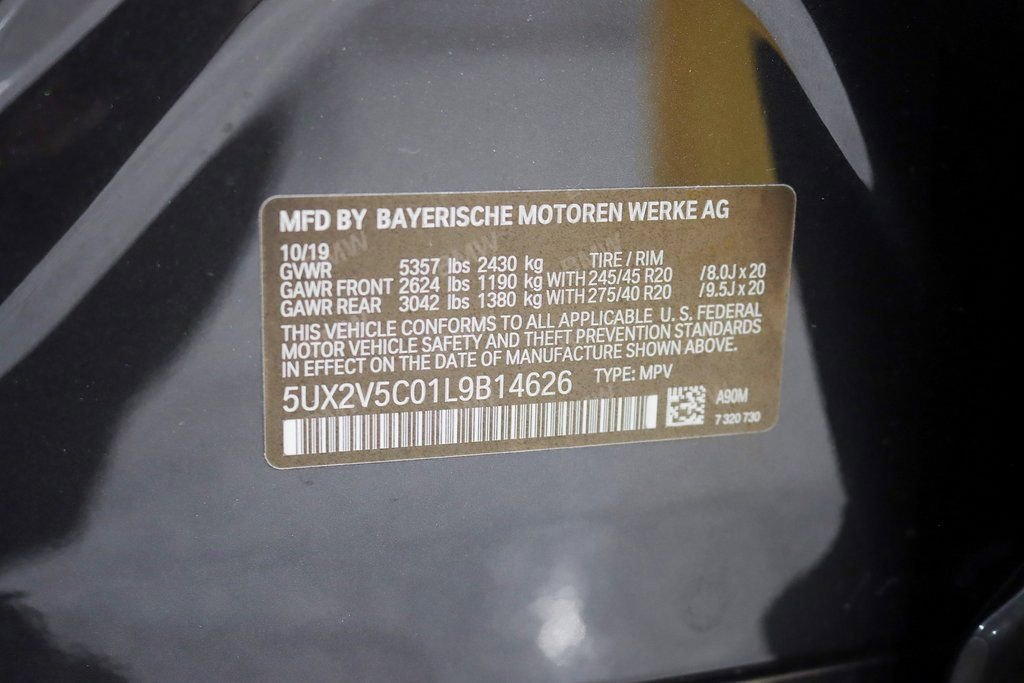 MFD BY BAYERISCHE MOTOREN WERKE AG
10/19
GVWR 5357 lbs 2430 kg TIRE / RIM
GAWR FRONT 2624 lbs 1190 kg WITH 245/45 R20 /8.0J x 20
GAWR REAR 3042 lbs 1380 kg WITH 275/40 R20 /9.5J x 20
THIS VEHICLE CONFORMS TO ALL APPLICABLE U. S. FEDERAL
MOTOR VEHICLE SAFETY AND THEFT PREVENTION STANDARDS
IN EFFECT ON THE DATE OF MANUFACTURE SHOWN ABOVE.
5UX2V5C01L9B14626 TYPE: MPV
A90M
7 320 730